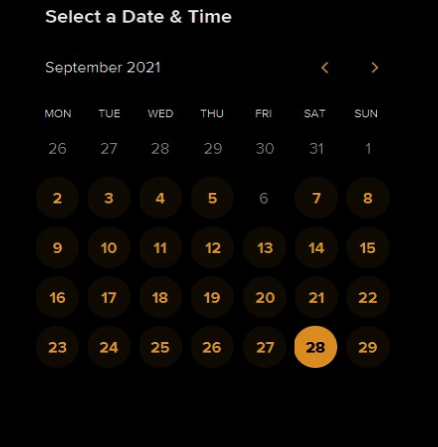 Select a Date & Time
September 2021 < >
MON TUE WED THU FRI SAT SUN
26 27 28 29 30 31 1
2 3 4 5 6 7 8
9 10 11 12 13 14 15
16 17 18 19 20 21 22
23 24 25 26 27 28 29